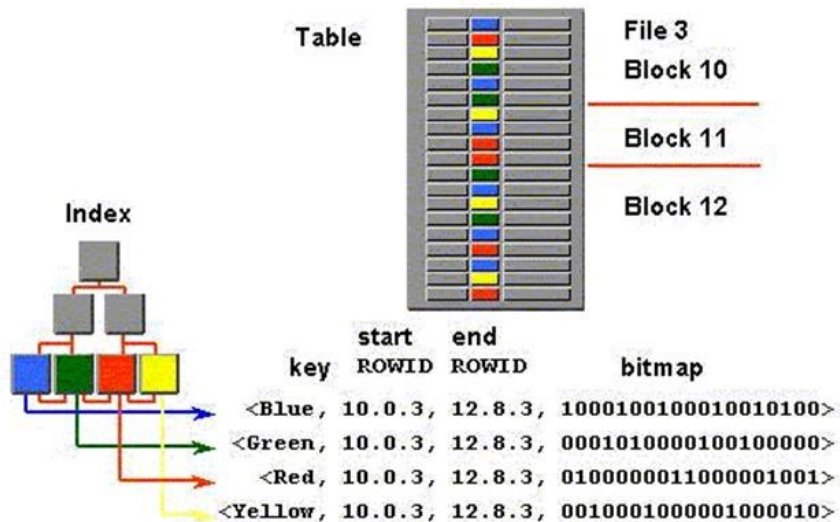 Table
File 3
Block 10
Block 11
Block 12
Index
start end
key ROWID ROWID bitmap
<Blue, 10.0.3, 12.8.3, 1000100100010010100>
<Green, 10.0.3, 12.8.3, 0001010000100100000>
<Red, 10.0.3, 12.8.3, 0100000011000001001>
<Yellow, 10.0.3, 12.8.3, 0010001000001000010>